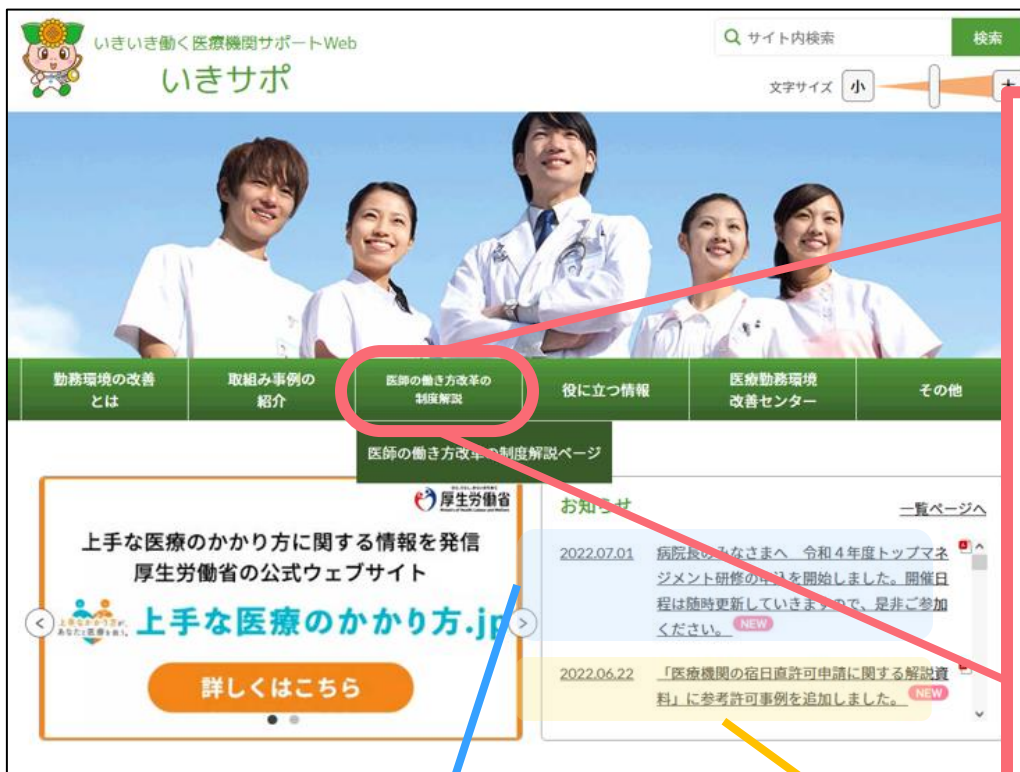 いきいき働く医療機関サポートWeb
いきサポ
サイト内検索
検索
文字サイズ 小
勤務環境の改善
とは
取組み事例の
紹介
医師の働き方改革の
制度解説
役に立つ情報
医療勤務環境
改善センター
その他
医師の働き方改革の制度解説ページ
厚生労働省
上手な医療のかかり方に関する情報を発信
厚生労働省の公式ウェブサイト
上手な医療のかかり方.jp
詳しくはこちら
お知らせ
一覧ページへ
2022.07.01 病院長のみなさまへ 令和4年度トップマネ
ジメント研修の申込を開始しました。開催日
程は随時更新していきますので、是非ご参加
ください。 NEW
2022.06.22 「医療機関の宿日直許可申請に関する解説資
料」に参考許可事例を追加しました。 NEW